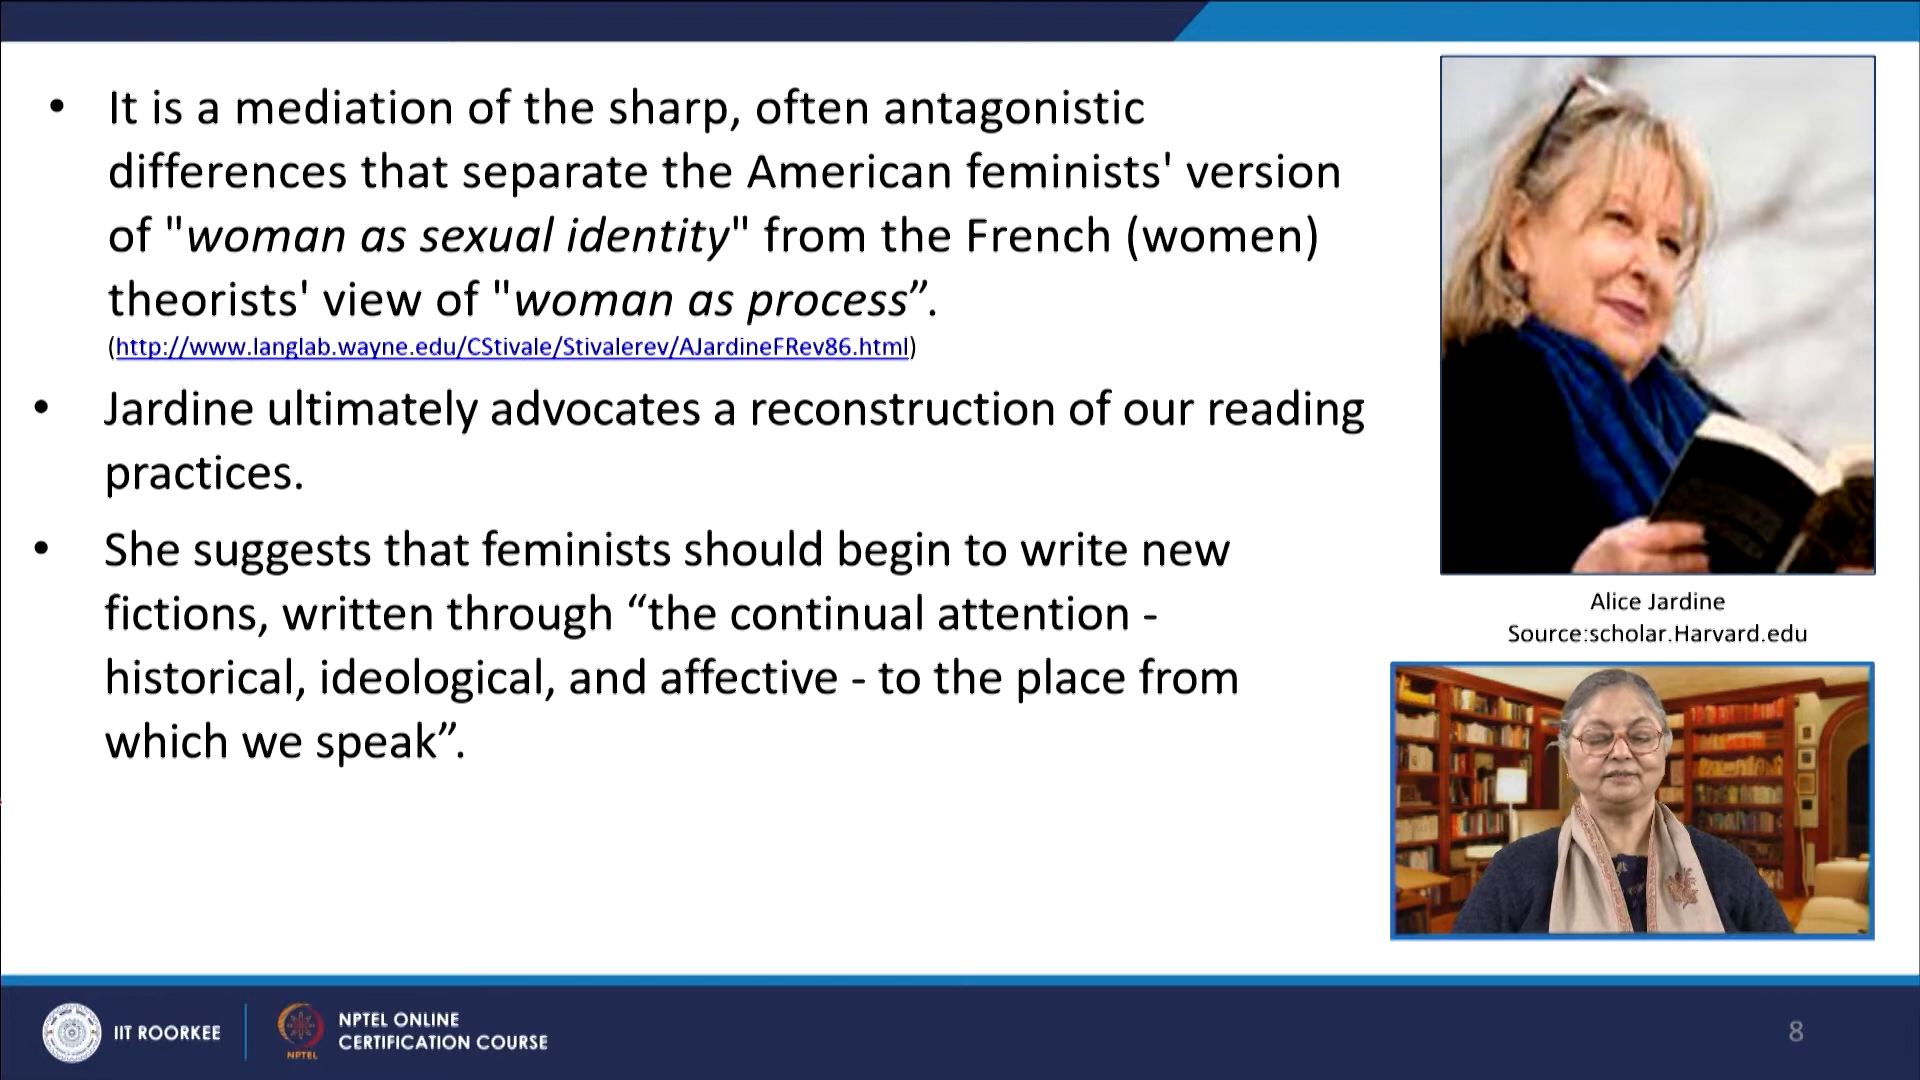 • It is a mediation of the sharp, often antagonistic
differences that separate the American feminists' version
of "woman as sexual identity" from the French (women)
theorists' view of "woman as process”.
(http://www.langlab.wayne.edu/CStivale/Stivalerev/AJardineFRev86.html)
• Jardine ultimately advocates a reconstruction of our reading
practices.
• She suggests that feminists should begin to write new
fictions, written through “the continual attention -
historical, ideological, and affective - to the place from
which we speak”.
Alice Jardine
Source:scholar.Harvard.edu
IIT ROORKEE
NPTEL
NPTEL ONLINE
CERTIFICATION COURSE
8